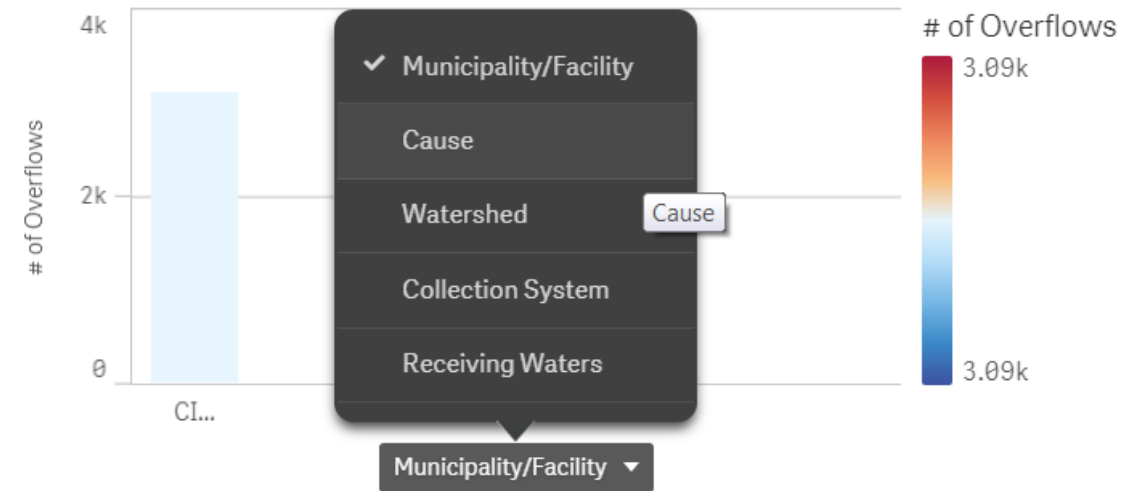 # of Overflows
4k
2k
0
# of Overflows
CI...
Municipality/Facility
Cause
Watershed
Cause
Collection System
Receiving Waters
Municipality/Facility
3.09k
3.09k